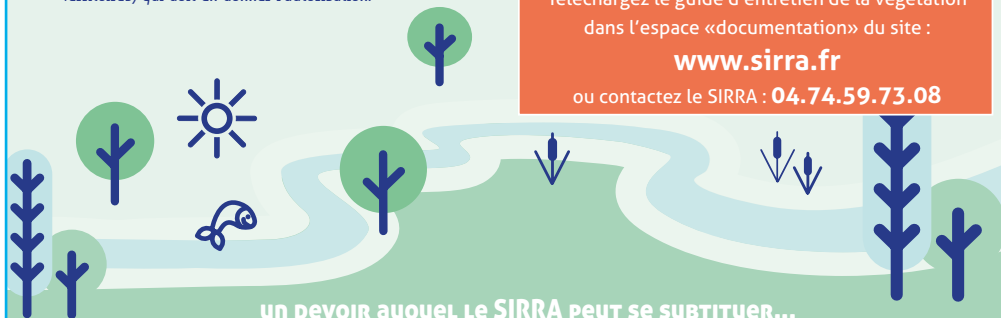 Téléchargez le guide d'entretien de la végétation
dans l'espace «documentation» du site :
www.sirra.fr
ou contactez le SIRRA : 04.74.59.73.08
un devoir auquel le SIRRA peut se subtituer...